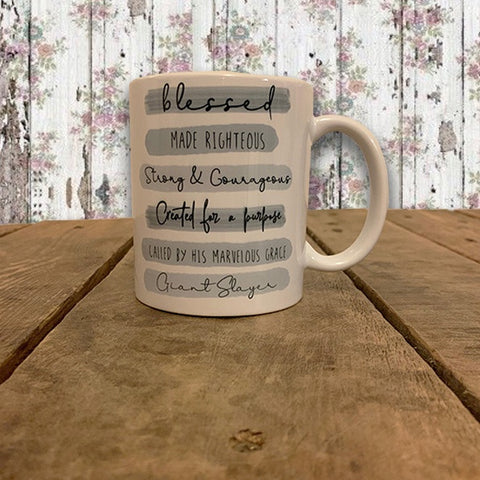 blessed
MADE RIGHTEOUS
Strong & Courageous
Created for a purpose
CALLED BY HIS MARVELOUS GRACE
Giant Slayer